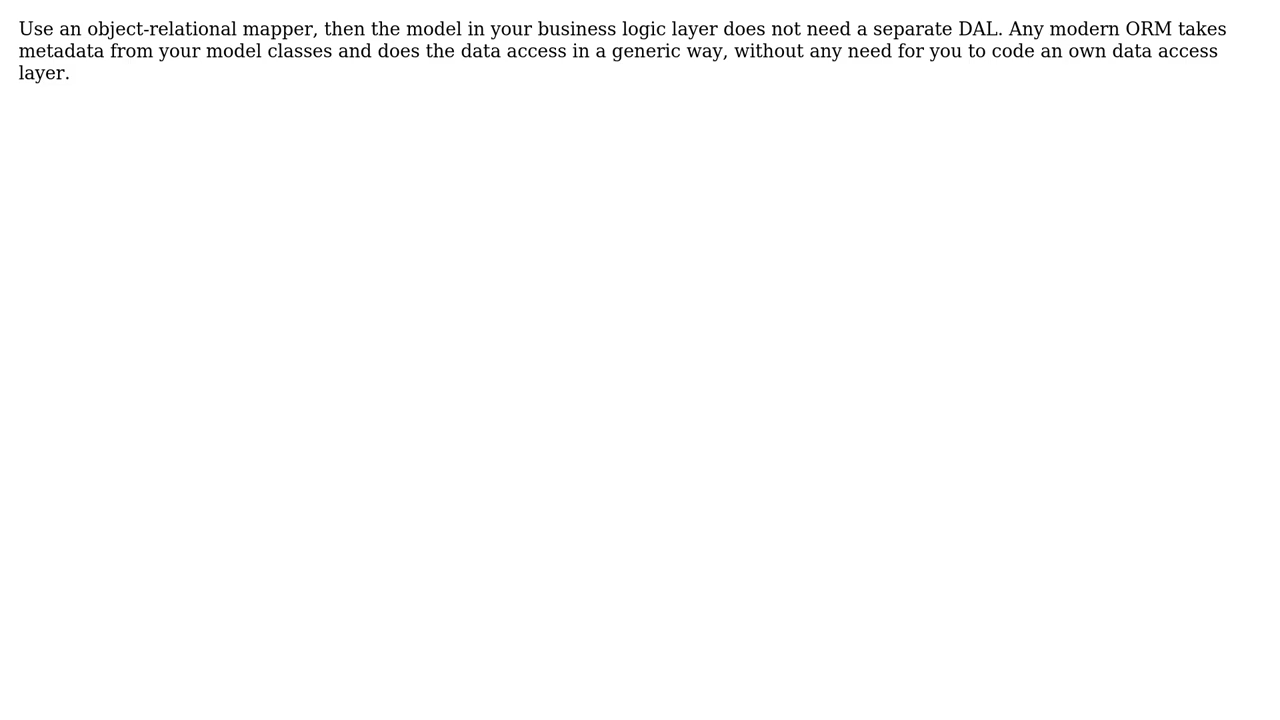 Use an object-relational mapper, then the model in your business logic layer does not need a separate DAL. Any modern ORM takes
metadata from your model classes and does the data access in a generic way, without any need for you to code an own data access
layer.